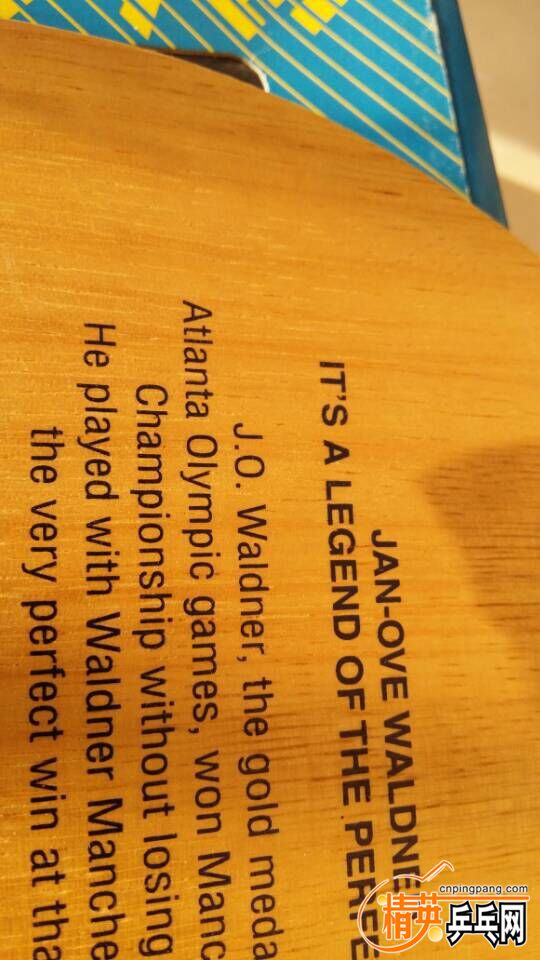 JAN-OVE WALDNER
IT'S A LEGEND OF THE PERFE
J.O. Waldner, the gold meda
Atlanta Olympic games, won Manc
Championship without losing
He played with Waldner Manche
the very perfect win at tha
cnpingpang.com
精英乒乓网